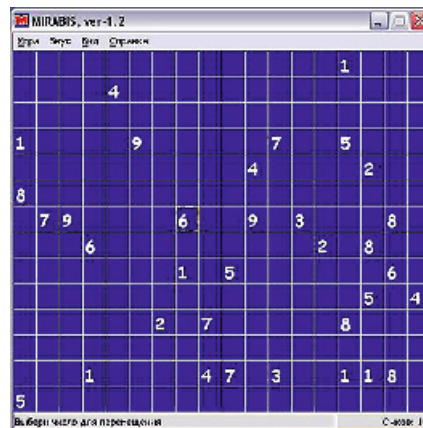 MIRABIS, ver-1.2
Игра Звук Вид Справка
1
4
1 9 7 5
4 2
8
7 9 6 9 3 8
6 2 8
1 5 6
5 4
2 7 8
1 4 7 3 1 1 8
5
Выбери число для перемещения